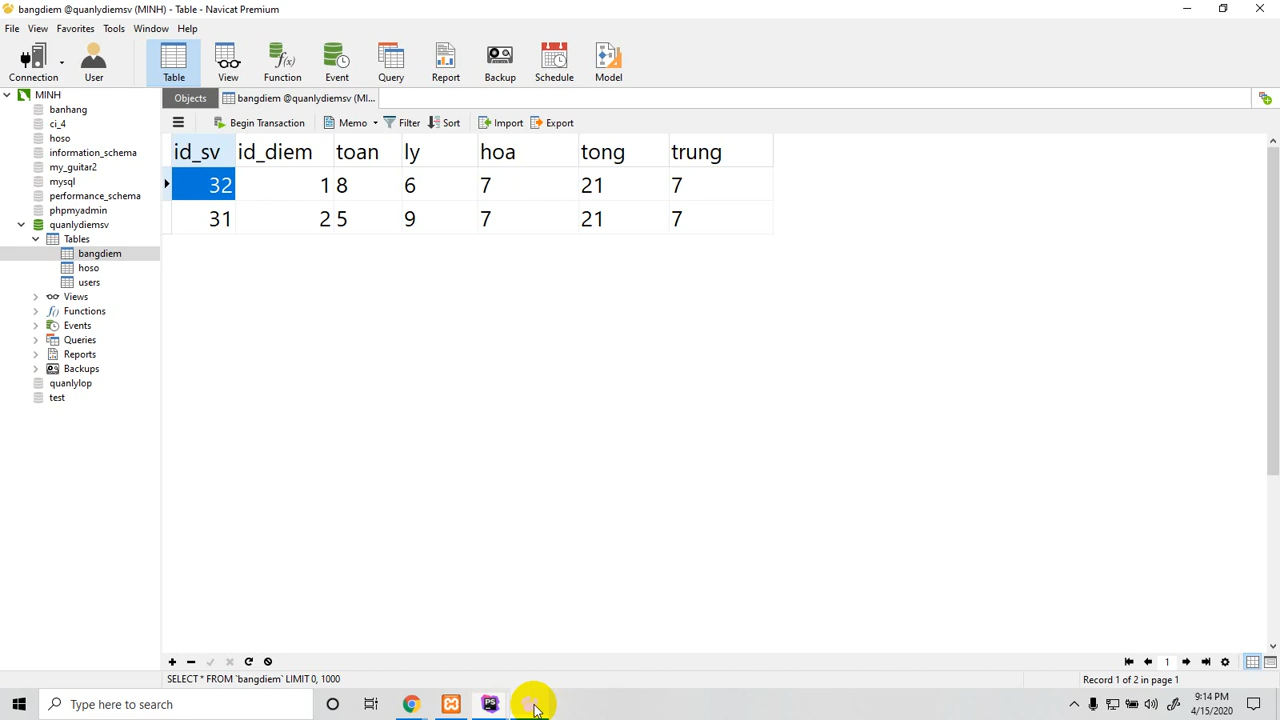 bangdiem @quanlydiemsv (MINH) - Table - Navicat Premium
File View Favorites Tools Window Help
Connection User Table View Function Event Query Report Backup Schedule Model
MINH
banhang
ci_4
hoso
information_schema
my_guitar2
mysql
performance_schema
phpmyadmin
quanlydiemsv
Tables
bangdiem
hoso
users
Views
Functions
Events
Queries
Reports
Backups
quanlylop
test
Objects bangdiem @quanlydiemsv (MI...
Begin Transaction Memo Filter Sort Import Export
id_sv id_diem toan ly hoa tong trung
32 1 8 6 7 21 7
31 2 5 9 7 21 7
1
SELECT * FROM `bangdiem` LIMIT 0, 1000 Record 1 of 2 in page 1
Type here to search
PS
9:14 PM
4/15/2020